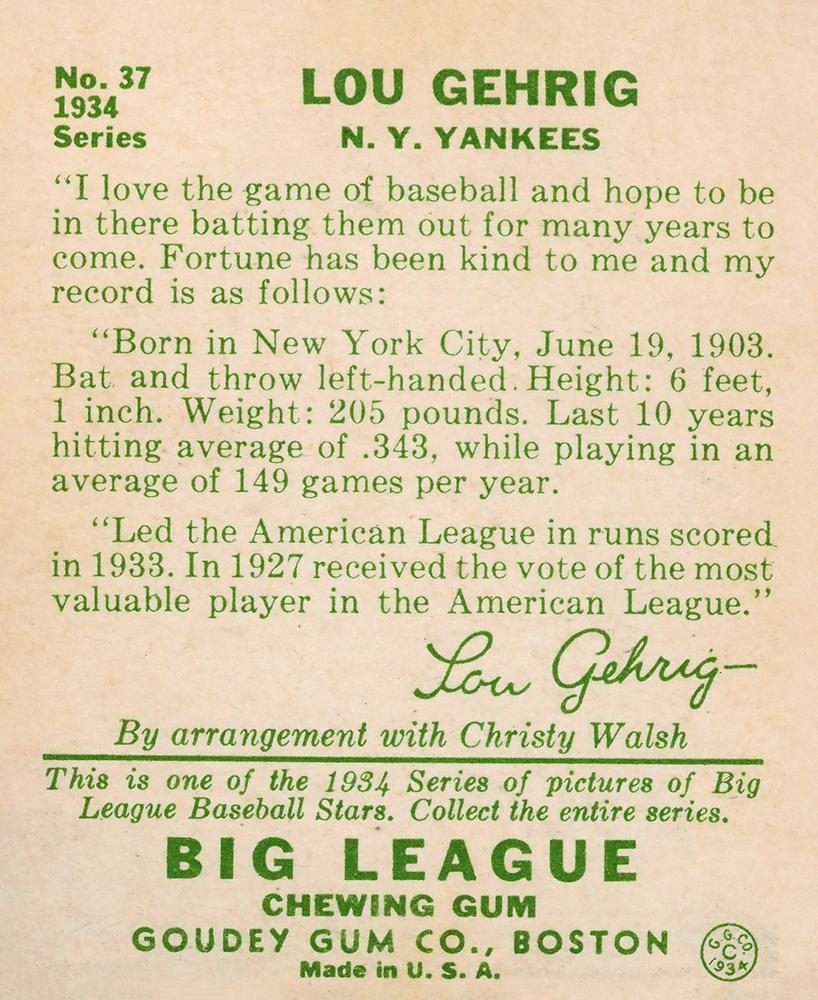 No. 37
1934
Series
LOU GEHRIG
N. Y. YANKEES
“I love the game of baseball and hope to be
in there batting them out for many years to
come. Fortune has been kind to me and my
record is as follows:
“Born in New York City, June 19, 1903.
Bat and throw left-handed. Height: 6 feet,
1 inch. Weight: 205 pounds. Last 10 years
hitting average of .343, while playing in an
average of 149 games per year.
“Led the American League in runs scored
in 1933. In 1927 received the vote of the most
valuable player in the American League.”
Lou Gehrig—
By arrangement with Christy Walsh
This is one of the 1934 Series of pictures of Big
League Baseball Stars. Collect the entire series.
BIG LEAGUE
CHEWING GUM
GOUDEY GUM CO., BOSTON
Made in U. S. A.
G. G. CO.
C
1934